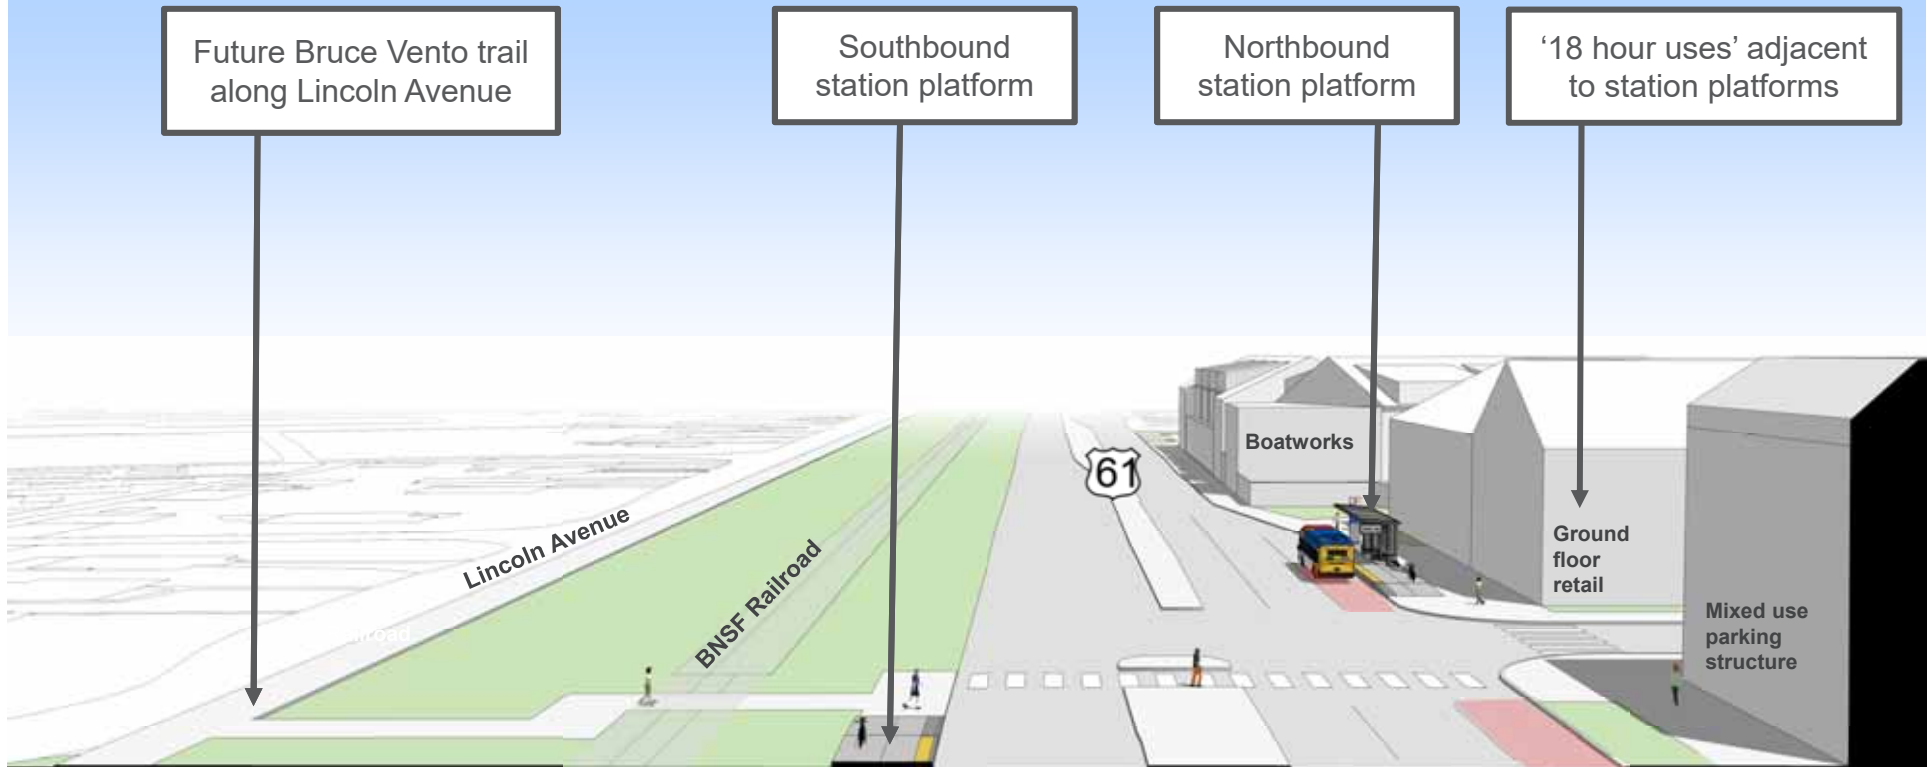 Future Bruce Vento trail
along Lincoln Avenue
Southbound
station platform
Northbound
station platform
‘18 hour uses’ adjacent
to station platforms
61
Boatworks
Lincoln Avenue
BNSF Railroad
Ground
floor
retail
Mixed use
parking
structure